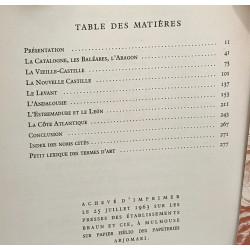 TABLE DES MATIÈRES
PRÉSENTATION 11
LA CATALOGNE, LES BALÉARES, L'ARAGON 41
LA VIEILLE-CASTILLE 73
LA NOUVELLE CASTILLE 101
LE LEVANT 137
L'ANDALOUSIE 153
L'ESTRÉMADURE ET LE LEÓN 213
LA CÔTE ATLANTIQUE 243
CONCLUSION 267
INDEX DES NOMS CITÉS 271
PETIT LEXIQUE DES TERMES D'ART 277
ACHEVÉ D'IMPRIMER
LE 25 JUILLET 1963 SUR LES
PRESSES DES ÉTABLISSEMENTS
BRAUN ET CIE, A MULHOUSE
SUR PAPIER HÉLIO DES PAPETERIES
ARJOMARI.